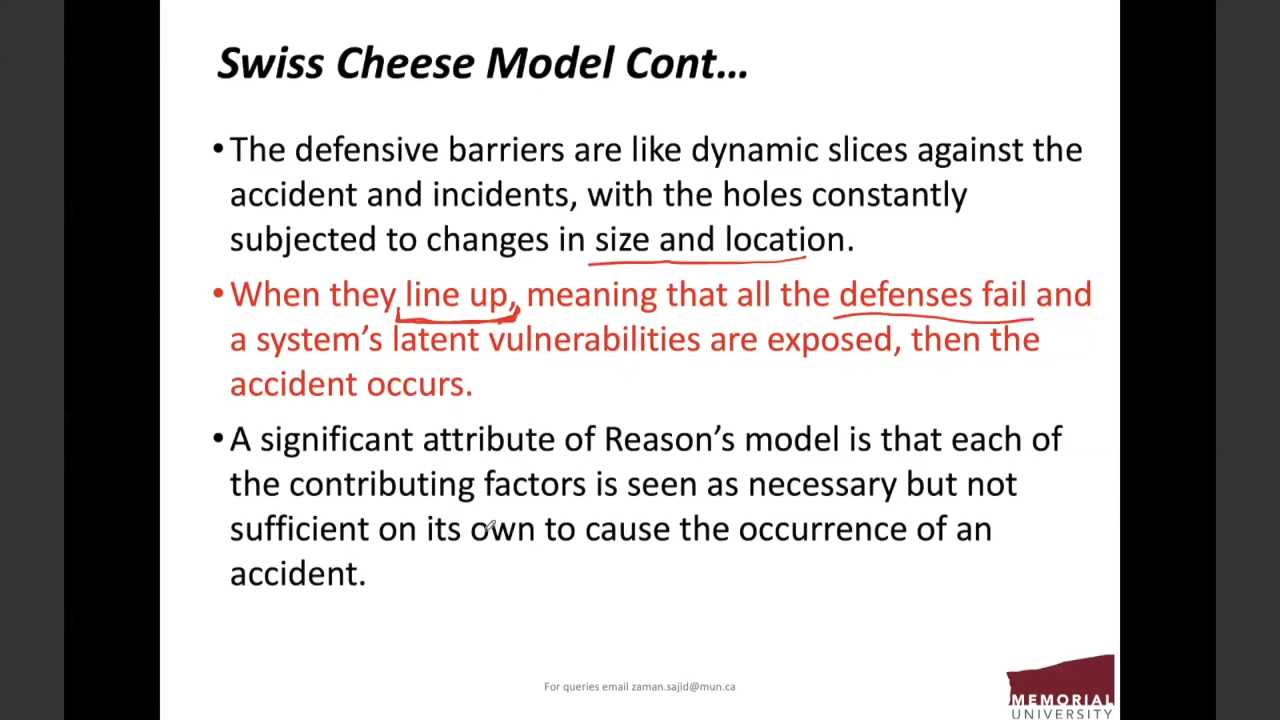 Swiss Cheese Model Cont...
• The defensive barriers are like dynamic slices against the
accident and incidents, with the holes constantly
subjected to changes in size and location.
• When they line up, meaning that all the defenses fail and
a system's latent vulnerabilities are exposed, then the
accident occurs.
• A significant attribute of Reason's model is that each of
the contributing factors is seen as necessary but not
sufficient on its own to cause the occurrence of an
accident.
For queries email zaman.sajid@mun.ca
MEMORIAL
UNIVERSITY